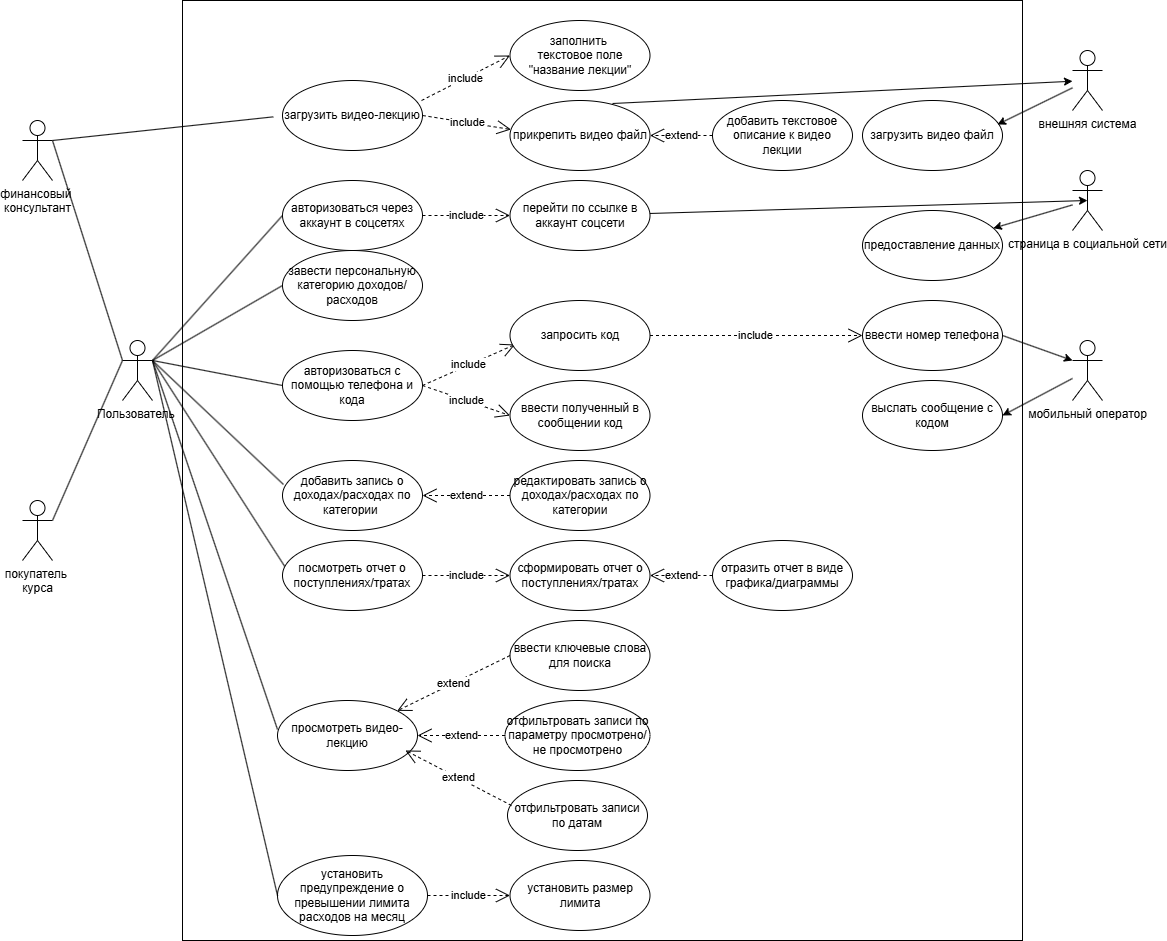 заполнить
текстовое поле
"название лекции"
include
загрузить видео-лекцию
include
прикрепить видео файл
extend
добавить текстовое
описание к видео
лекции
загрузить видео файл
внешняя система
финансовый
консультант
авторизоваться через
аккаунт в соцсетях
include
перейти по ссылке в
аккаунт соцсети
предоставление данных
страница в социальной сети
завести персональную
категорию доходов/
расходов
запросить код
include
ввести номер телефона
include
авторизоваться с
помощью телефона и
кода
include
ввести полученный в
сообщении код
выслать сообщение с
кодом
мобильный оператор
Пользователь
добавить запись о
доходах/расходах по
категории
extend
редактировать запись о
доходах/расходах по
категории
покупатель
курса
посмотреть отчет о
поступлениях/тратах
include
сформировать отчет о
поступлениях/тратах
extend
отразить отчет в виде
графика/диаграммы
ввести ключевые слова
для поиска
extend
просмотреть видео-
лекцию
extend
отфильтровать записи по
параметру просмотрено/
не просмотрено
extend
отфильтровать записи
по датам
установить
предупреждение о
превышении лимита
расходов на месяц
include
установить размер
лимита